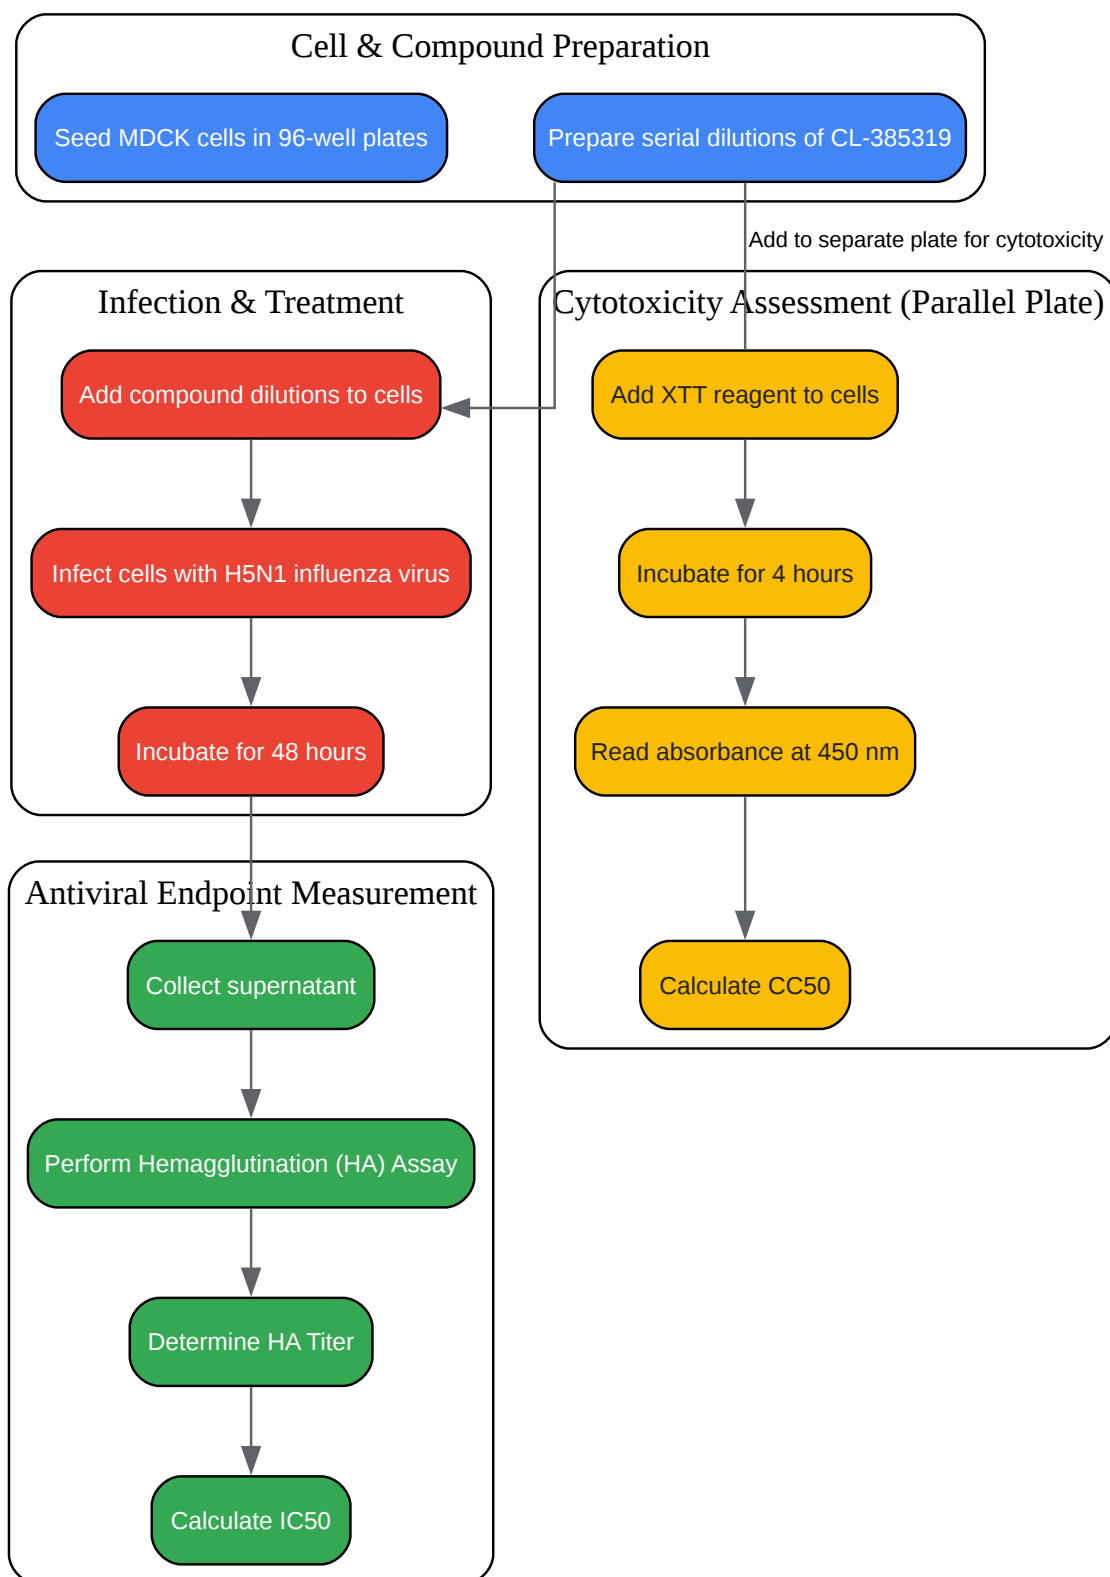 Cell & Compound Preparation
Seed MDCK cells in 96-well plates
Prepare serial dilutions of CL-385319
Add to separate plate for cytotoxicity
Infection & Treatment
Cytotoxicity Assessment (Parallel Plate)
Add compound dilutions to cells
Add XTT reagent to cells
Infect cells with H5N1 influenza virus
Incubate for 4 hours
Incubate for 48 hours
Read absorbance at 450 nm
Antiviral Endpoint Measurement
Collect supernatant
Calculate CC50
Perform Hemagglutination (HA) Assay
Determine HA Titer
Calculate IC50